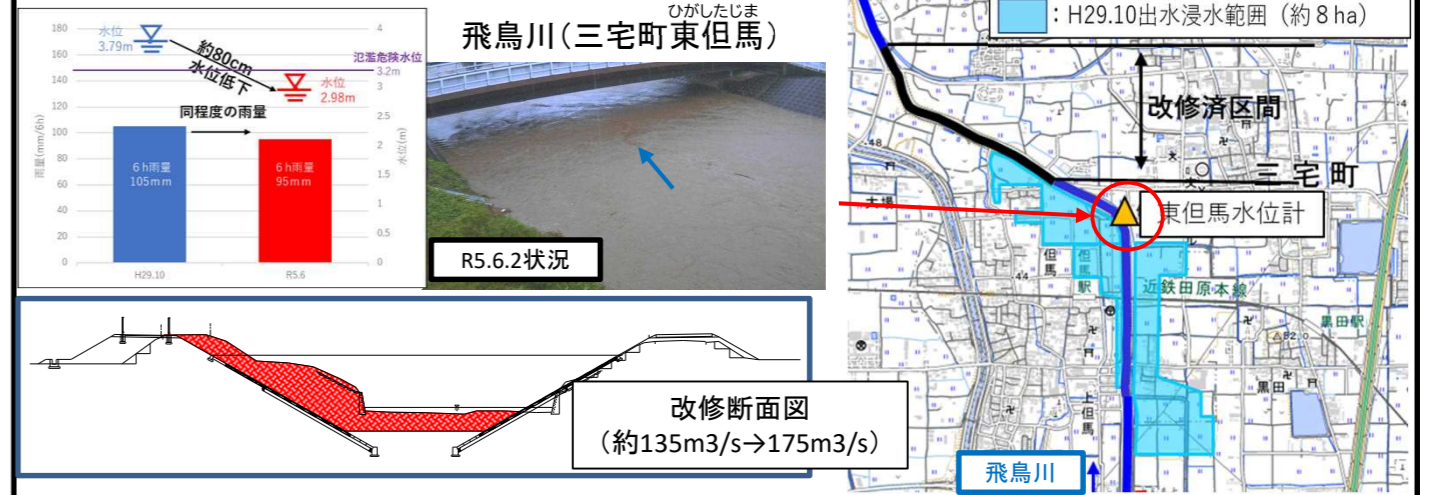 180
160
140
120
100
80
60
40
20
0
雨量(mm/6h)
水位
3.79m
約80cm
水位低下
氾濫危険水位
3.2m
水位
2.98m
同程度の雨量
6h雨量
105mm
6h雨量
95mm
H29.10
R5.6
4
3
2.5
2
1.5
1
0.5
0
水位(m)
ひがしたじま
飛鳥川(三宅町東但馬)
R5.6.2状況
改修断面図
(約135m3/s→175m3/s)
:H29.10出水浸水範囲(約8ha)
改修済区間
三宅町
東但馬水位計
48
大場
44
但馬
但馬駅
近鉄田原本線
黒田駅
52.0
黒田
上但馬
飛鳥川